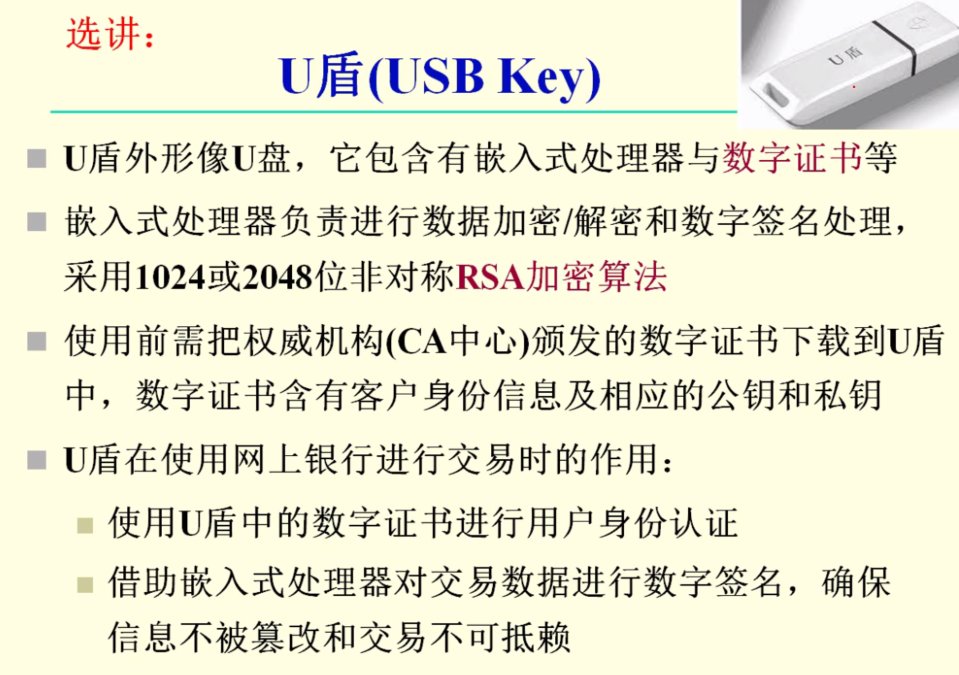 选讲：
U盾(USB Key)
U盾
U盾外形像U盘，它包含有嵌入式处理器与数字证书等
嵌入式处理器负责进行数据加密/解密和数字签名处理，
采用1024或2048位非对称RSA加密算法
使用前需把权威机构(CA中心)颁发的数字证书下载到U盾
中，数字证书含有客户身份信息及相应的公钥和私钥
U盾在使用网上银行进行交易时的作用：
使用U盾中的数字证书进行用户身份认证
借助嵌入式处理器对交易数据进行数字签名，确保
信息不被篡改和交易不可抵赖